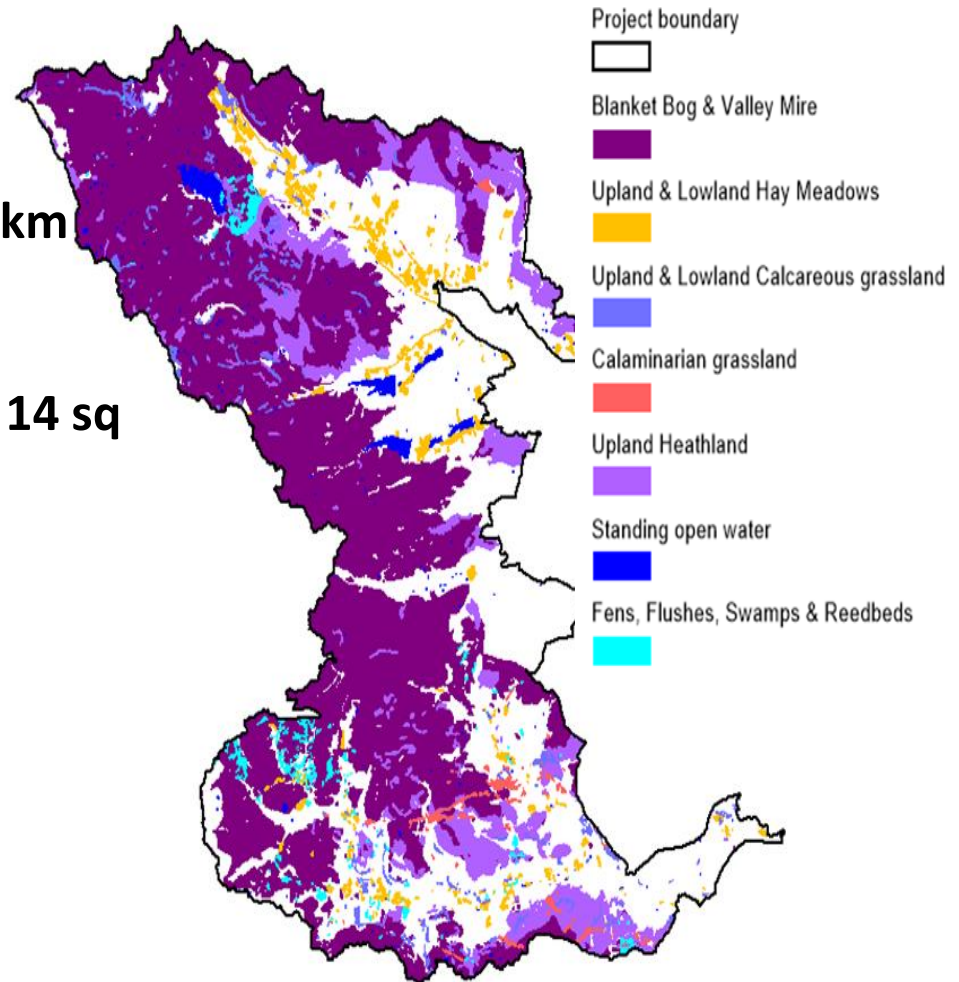 Project boundary
Blanket Bog & Valley Mire
Upland & Lowland Hay Meadows
km
Upland & Lowland Calcareous grassland
Calaminarian grassland
14 sq
Upland Heathland
Standing open water
Fens, Flushes, Swamps & Reedbeds